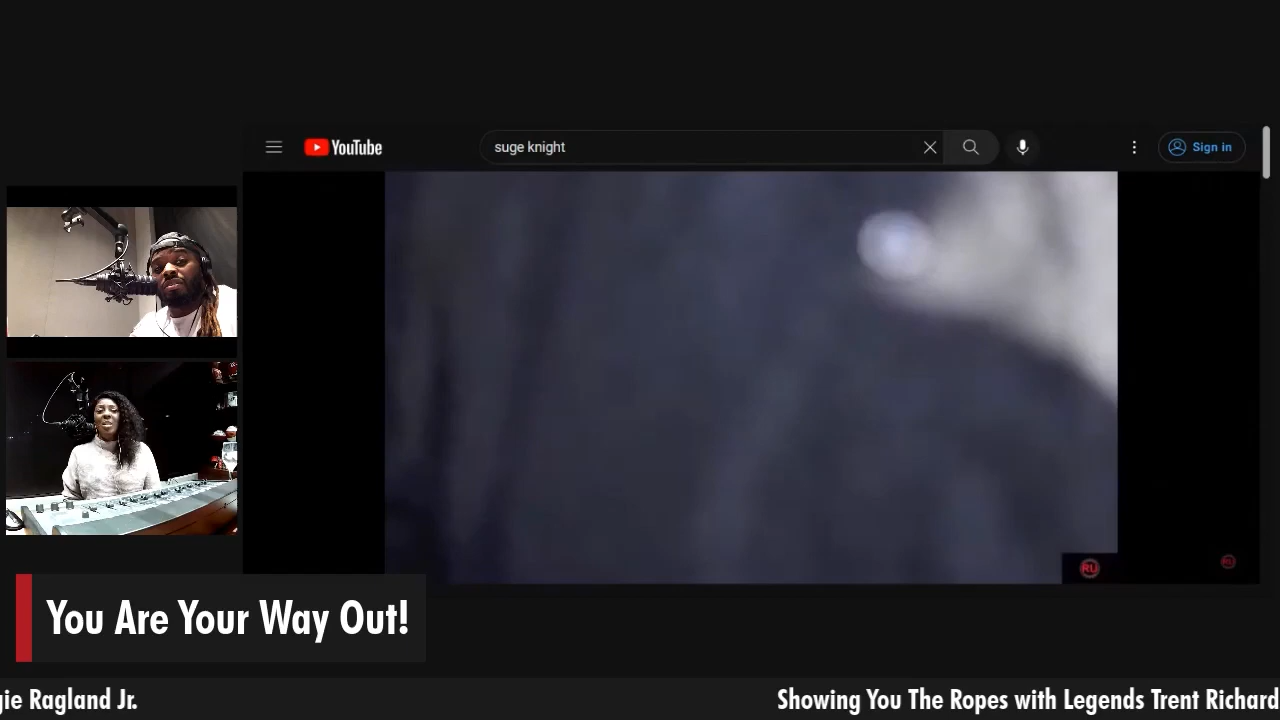 YouTube
suge knight
Sign in
RU
You Are Your Way Out!
gie Ragland Jr.
Showing You The Ropes with Legends Trent Richard